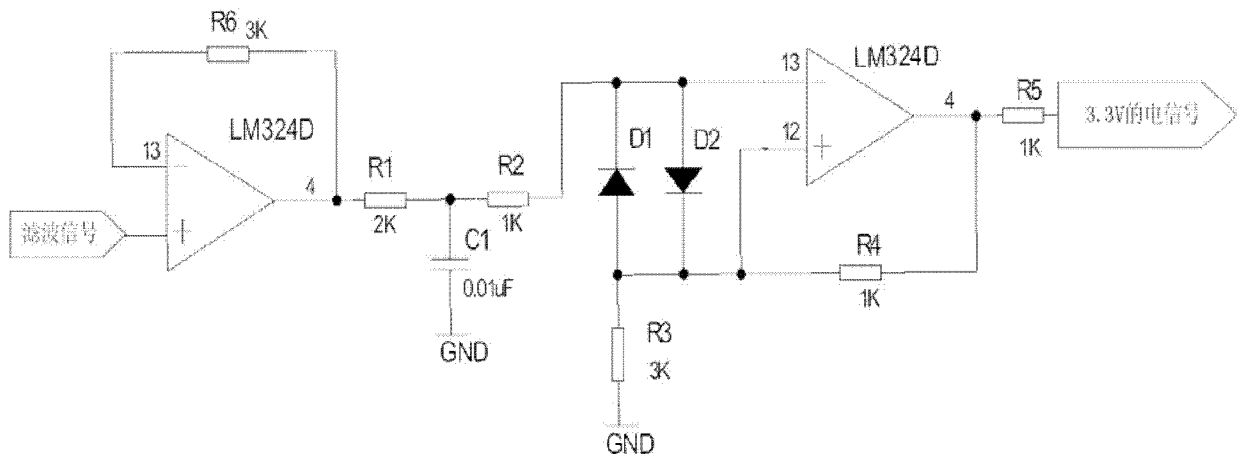 R6 3K
LM324D
13
4
滤波信号
R1
2K
C1
0.01uF
GND
R2
1K
D1
D2
R3
3K
GND
13
12
LM324D
4
R4
1K
R5
1K
3.3V的电信号